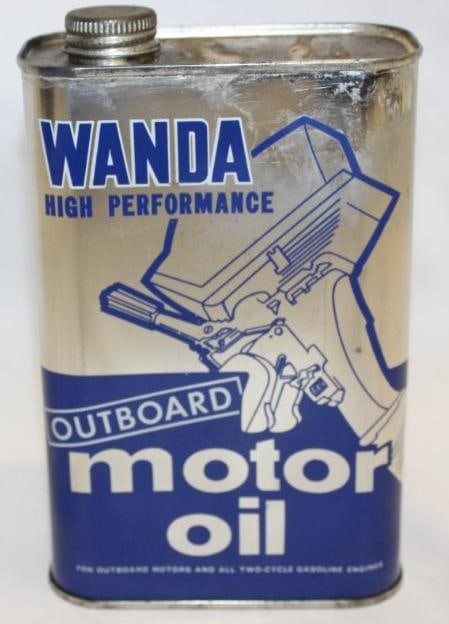 WANDA
HIGH PERFORMANCE
OUTBOARD
motor
oil
FOR OUTBOARD MOTORS AND ALL TWO-CYCLE GASOLINE ENGINES